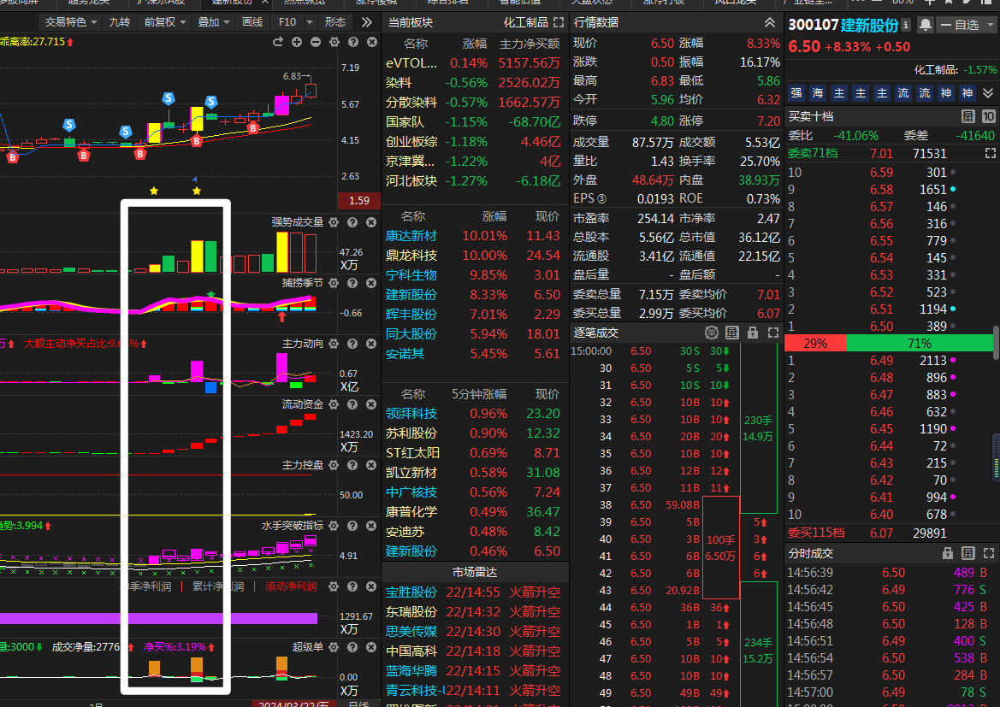 交易特色 九转 前复权 叠加 画线 F10 形态
乖离率:27.715
7.19
6.83
5.67
4.15
2.63
1.59
S S S S
B B B B B
强势成交量
47.26
X万
捕捞季节
-0.66
大额主动净买占比:9.6
主力动向
0.67
X亿
流动资金
1423.20
X万
主力控盘
50.00
趋势:3.994
水手突破指标
4.91
单季净利润 累计净利润 滚动净利润
1291.67
X万
量:3000 成交净量:2776 净买%:3.19%
超级单
0.00
X万
2024/03/22/五 日线
当前板块 化工制品
名称 涨幅 主力净买额
eVTOL... 0.14% 5157.56万
染料 -0.56% 2526.02万
分散染料 -0.57% 1662.57万
国家队 -1.15% -68.70亿
创业板综 -1.18% 4.46亿
京津冀... -1.22% 4亿
河北板块 -1.27% -6.18亿
名称 涨幅 现价
康达新材 10.01% 11.43
鼎龙科技 10.00% 24.54
宁科生物 9.85% 3.01
建新股份 8.33% 6.50
辉丰股份 7.01% 2.29
同大股份 5.94% 18.01
安诺其 5.45% 5.61
名称 5分钟涨幅 现价
领湃科技 0.96% 23.20
苏利股份 0.90% 12.32
ST红太阳 0.69% 8.71
凯立新材 0.58% 31.08
中广核技 0.56% 7.24
康普化学 0.49% 36.47
安迪苏 0.48% 8.42
建新股份 0.46% 6.50
市场雷达
宝胜股份 22/14:55 火箭升空
东瑞股份 22/14:32 火箭升空
思美传媒 22/14:30 火箭升空
中国高科 22/14:18 火箭升空
蓝海华腾 22/14:15 火箭升空
青云科技- 22/14:11 火箭升空
行情数据
现价 6.50 涨幅 8.33%
涨跌 0.50 振幅 16.17%
最高 6.83 最低 5.86
今开 5.96 均价 6.32
跌停 4.80 涨停 7.20
成交量 87.57万 成交额 5.53亿
量比 1.43 换手率 25.70%
外盘 48.64万 内盘 38.93万
EPS③ 0.0193 ROE 0.73%
市盈率 254.14 市净率 2.47
总股本 5.56亿 总市值 36.12亿
流通股 3.41亿 流通值 22.15亿
盘后量 - 盘后额 -
委卖总量 7.15万 委卖均价 7.01
委买总量 2.99万 委买均价 6.07
逐笔成交 单 量
15:00:00 6.50 30S 30
30 6.50 5S 5
31 6.50 10S 10
32 6.50 10B 10
33 6.50 10B 10
34 6.50 20B 20
35 6.50 10B 10
36 6.50 12B 12
37 6.50 11B 11
38 6.50 59.08B
39 6.50 5B 5
40 6.50 3B 3
41 6.50 6B 6
42 6.50 6B 6
43 6.50 20.92B
44 6.50 36B 36
45 6.50 1B 1
46 6.50 5B 5
47 6.50 10B 10
48 6.50 10B 10
49 6.50 49B 49
230手
14.9万
100手
6.50万
234手
15.2万
300107 建新股份 自选
6.50 +8.33% +0.50
化工制品: -1.57%
强 海 主 主 主 流 流 神 神
买卖十档 量 10
委比 -41.06% 委差 -41640
委卖71档 7.01 71531
10 6.59 301
9 6.58 1651
8 6.57 146
7 6.56 316
6 6.55 779
5 6.54 145
4 6.53 331
3 6.52 523
2 6.51 1194
1 6.50 389
29% 71%
1 6.49 2113
2 6.48 896
3 6.47 883
4 6.46 632
5 6.45 1190
6 6.44 72
7 6.43 215
8 6.42 70
9 6.41 994
10 6.40 678
委买115档 6.07 29891
分时成交 量
14:56:39 6.50 489 B
14:56:42 6.49 776 S
14:56:45 6.50 425 B
14:56:48 6.50 128 B
14:56:51 6.49 400 S
14:56:54 6.50 538 B
14:56:57 6.50 284 B
14:57:00 6.49 78 S